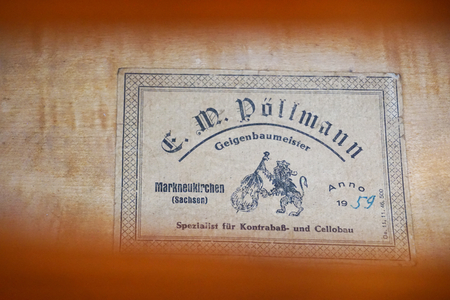 E. M. Pöllmann
Geigenbaumeister
Markneukirchen
(Sachsen)
Anno
1959
Spezialist für Kontrabaß- und Cellobau